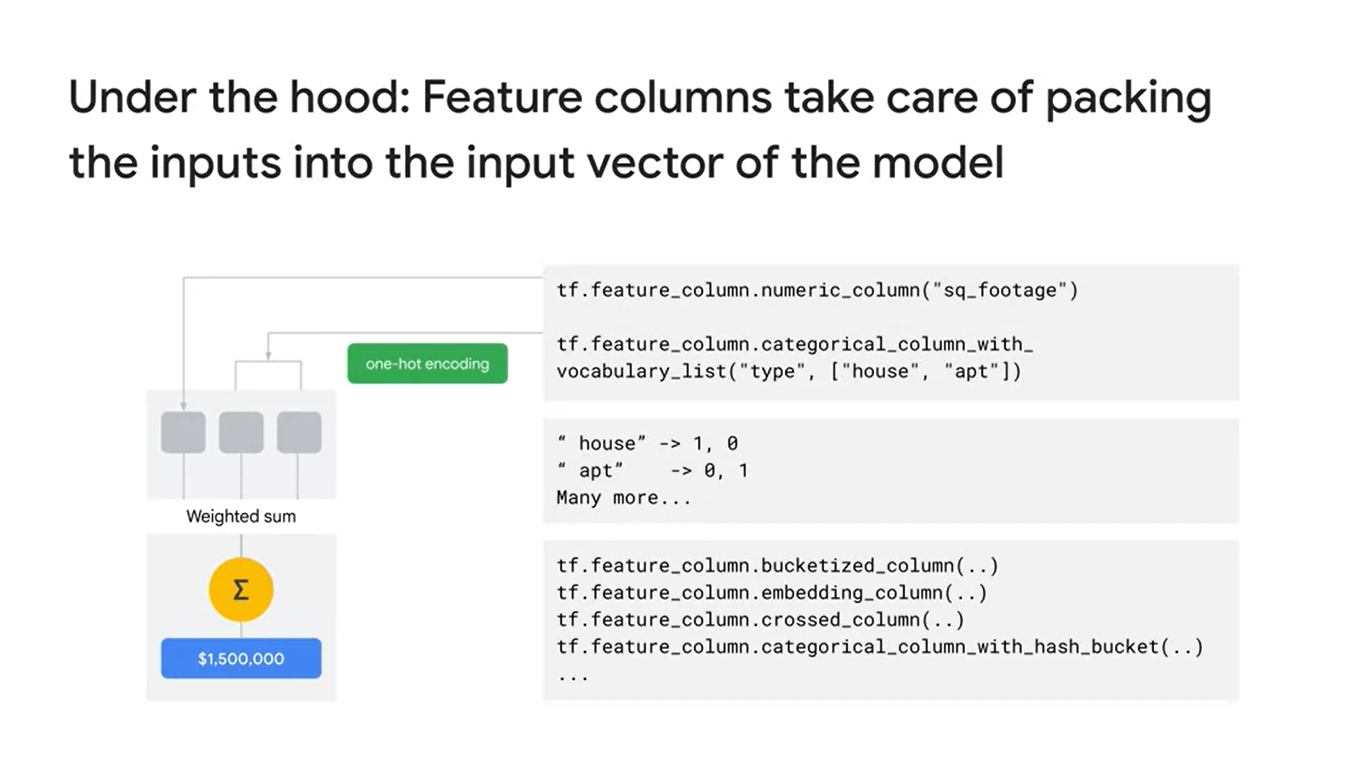 Under the hood: Feature columns take care of packing
the inputs into the input vector of the model
tf.feature_column.numeric_column("sq_footage")
tf.feature_column.categorical_column_with_
vocabulary_list("type", ["house", "apt"])
one-hot encoding
“ house” -> 1, 0
“ apt” -> 0, 1
Many more...
Weighted sum
Σ
$1,500,000
tf.feature_column.bucketized_column(..)
tf.feature_column.embedding_column(..)
tf.feature_column.crossed_column(..)
tf.feature_column.categorical_column_with_hash_bucket(..)
...